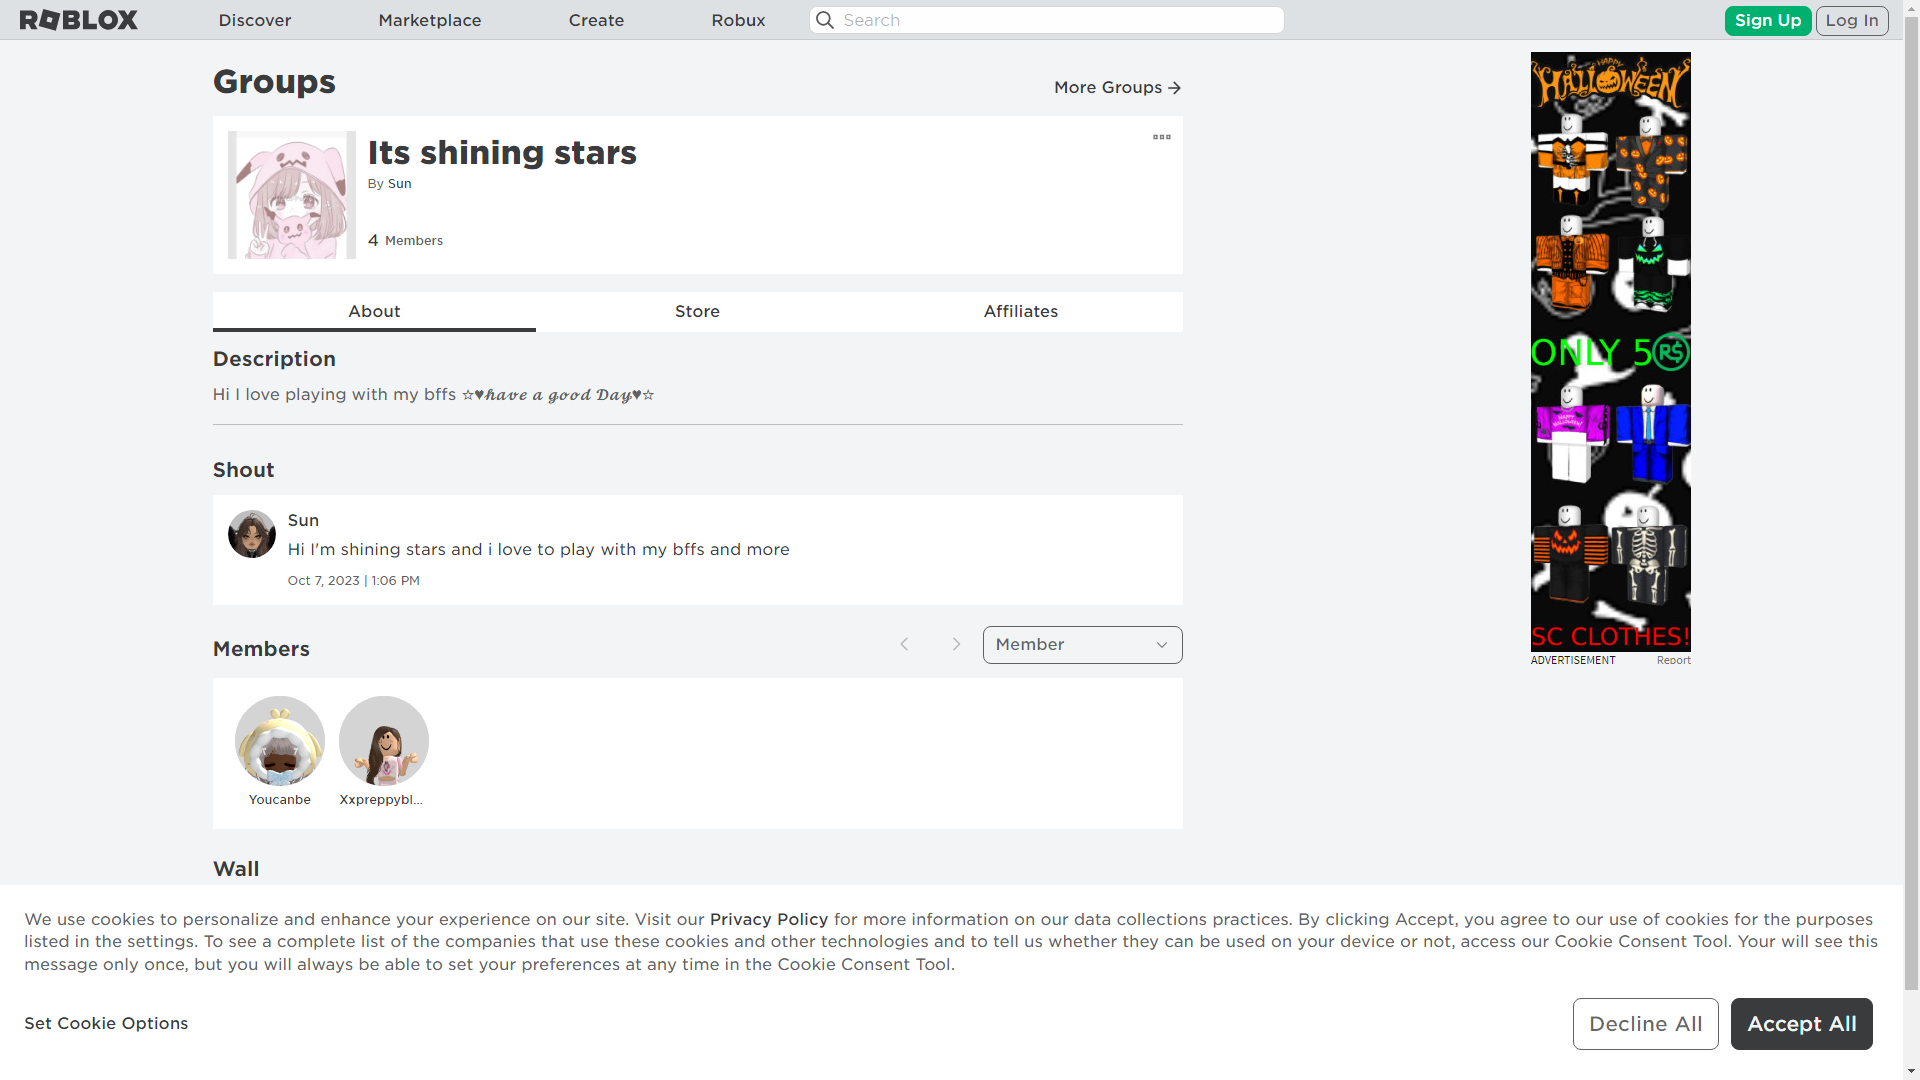 ROBLOX
Discover
Marketplace
Create
Robux
Search
Sign Up
Log In
Groups
More Groups
Its shining stars
By Sun
4 Members
About
Store
Affiliates
Description
Hi I love playing with my bffs ☆♥𝓱𝓪𝓿𝓮 𝓪 𝓰𝓸𝓸𝓭 𝓓𝓪𝔂♥☆
Shout
Sun
Hi I'm shining stars and i love to play with my bffs and more
Oct 7, 2023 | 1:06 PM
Members
Member
Youcanbe
Xxpreppybl...
Wall
HAPPY
HALLOWEEN
ONLY 5 R$
HAPPY
HALLOWEEN!
SC CLOTHES!
ADVERTISEMENT
Report
We use cookies to personalize and enhance your experience on our site. Visit our Privacy Policy for more information on our data collections practices. By clicking Accept, you agree to our use of cookies for the purposes
listed in the settings. To see a complete list of the companies that use these cookies and other technologies and to tell us whether they can be used on your device or not, access our Cookie Consent Tool. Your will see this
message only once, but you will always be able to set your preferences at any time in the Cookie Consent Tool.
Set Cookie Options
Decline All
Accept All